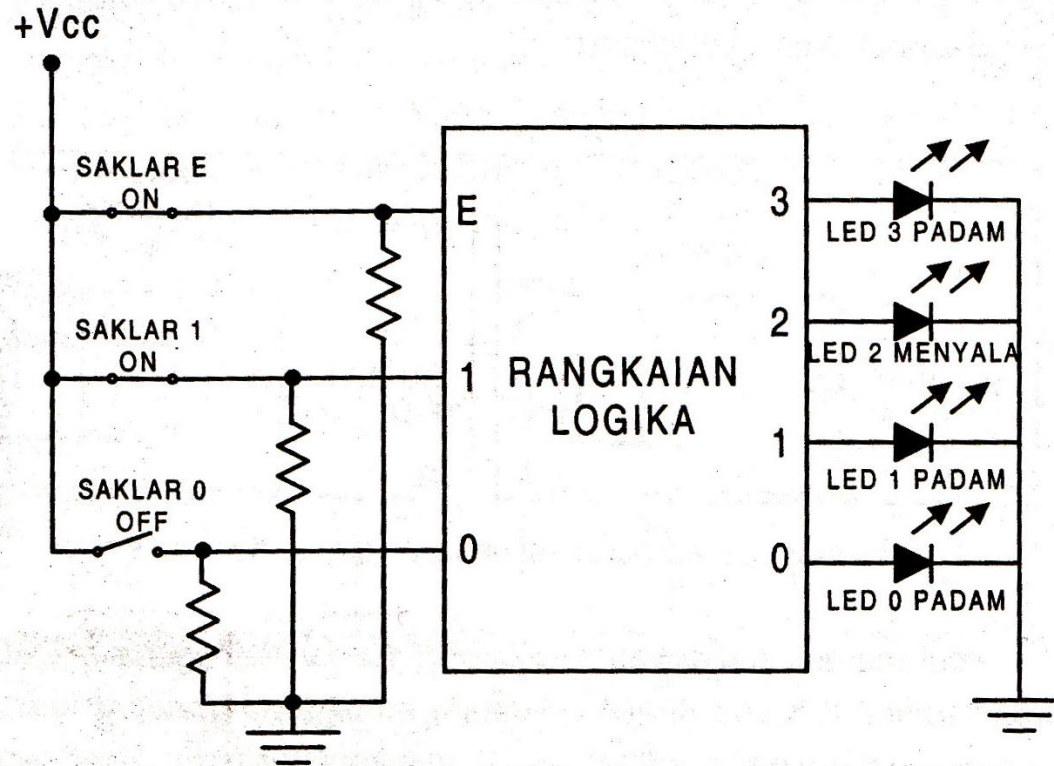 +Vcc
SAKLAR E
ON
SAKLAR 1
ON
SAKLAR 0
OFF
E
1
0
RANGKAIAN
LOGIKA
3
2
1
0
LED 3 PADAM
LED 2 MENYALA
LED 1 PADAM
LED 0 PADAM